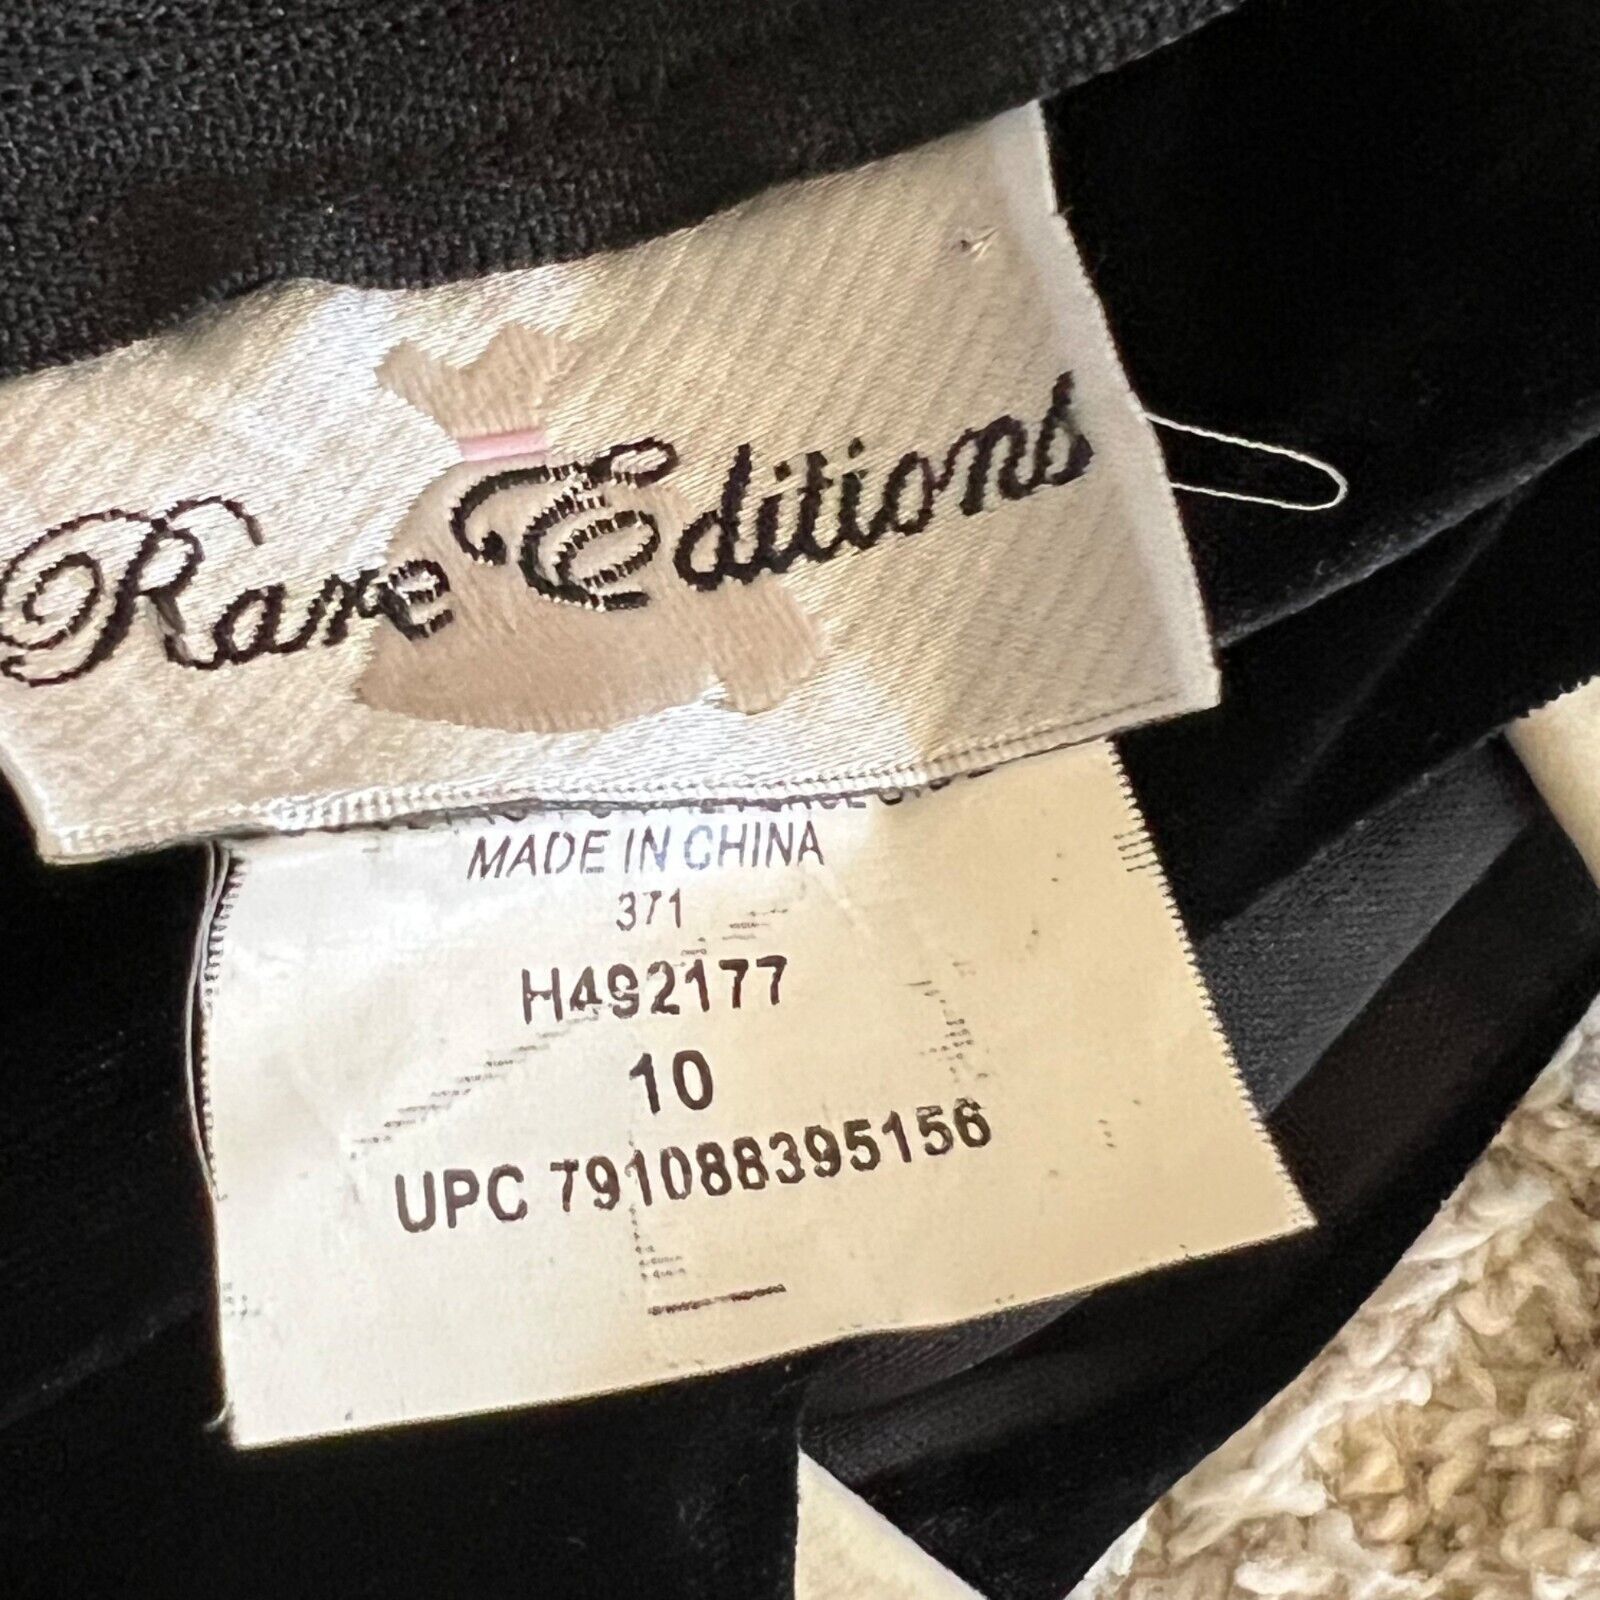 Rare Editions
MADE IN CHINA
371
H492177
10
UPC 791088395156